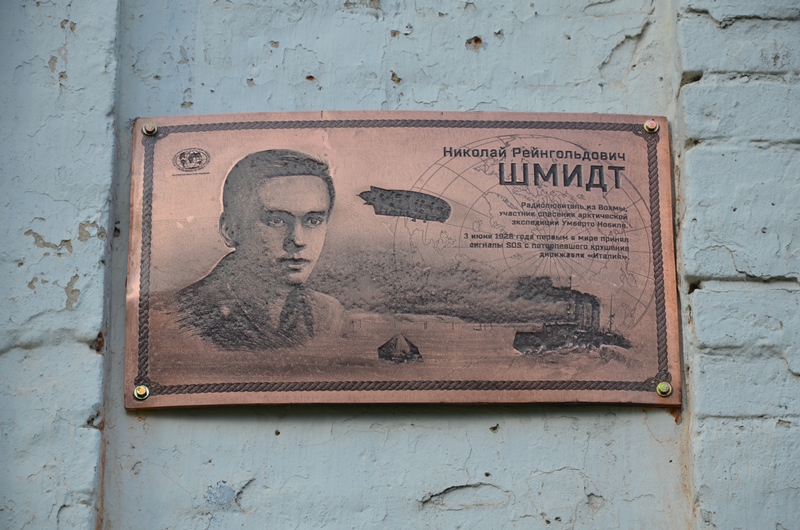 Николай Рейнгольдович
ШМИДТ
Радиолюбитель из Вохмы,
участник спасения арктической
экспедиции Умберто Нобиле.
3 июня 1928 года первым в мире принял
сигналы SOS с потерпевшего крушение
дирижабля «Италия».